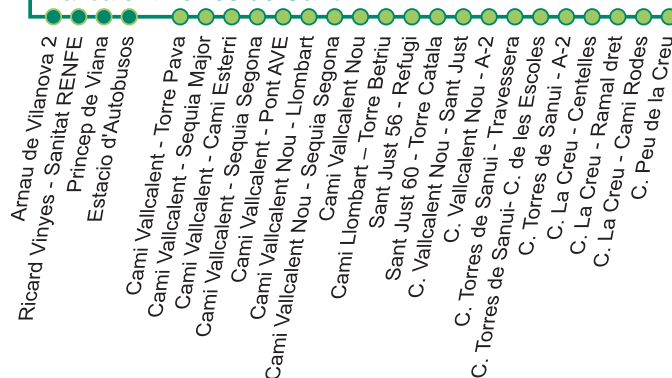 Arnau de Vilanova 2
Ricard Vinyes - Sanitat RENFE
Princep de Viana
Estacio d'Autobusos
Cami Vallcalent - Torre Pava
Cami Vallcalent - Sequia Major
Cami Vallcalent - Cami Esterri
Cami Vallcalent - Sequia Segona
Cami Vallcalent - Pont AVE
Cami Vallcalent Nou - Llombart
Cami Vallcalent Nou - Sequia Segona
Cami Vallcalent Nou
Cami Llombart – Torre Betriu
Sant Just 56 - Refugi
Sant Just 60 - Torre Catala
C. Vallcalent Nou - Sant Just
C. Vallcalent Nou - A-2
C. Torres de Sanui - Travessera
C. Torres de Sanui- C. de les Escoles
C. Torres de Sanui - A-2
C. La Creu - Centelles
C. La Creu - Ramal dret
C. La Creu - Cami Rodes
C. Peu de la Creu